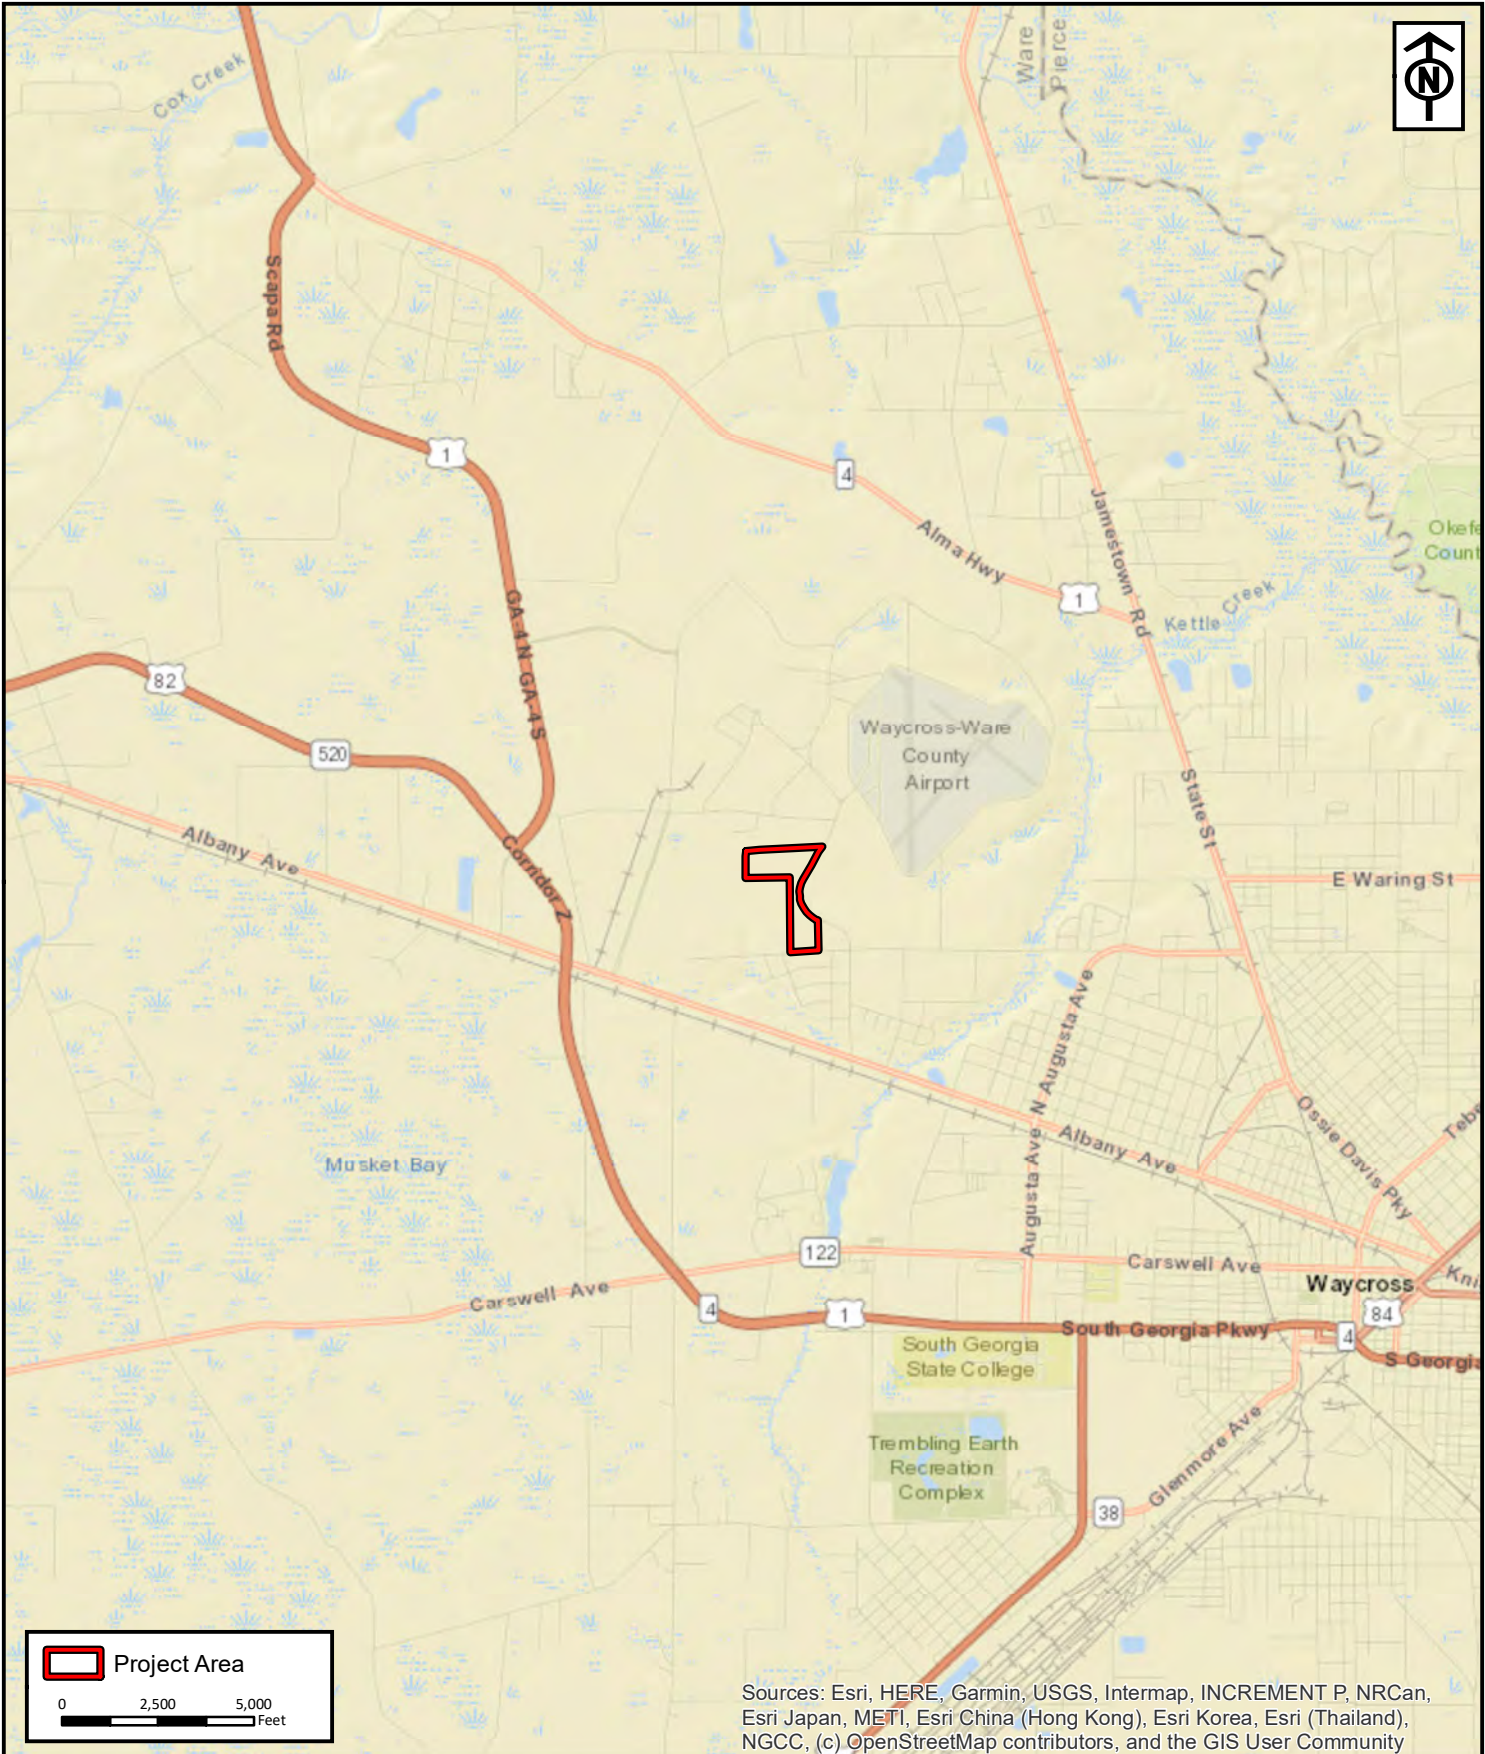 N
Ware
Pierce
Cox Creek
Scapa Rd
1
4
Alma Hwy
1
Jamestown Rd
Kettle Creek
Okefe
Count
GA-4 N GA-4 S
82
520
Waycross-Ware
County
Airport
State St
Albany Ave
Corridor Z
E Waring St
N Augusta Ave
Augusta Ave
Albany Ave
Ossie Davis Pky
Tebe
Musket Bay
122
Carswell Ave
Carswell Ave
Waycross
Kni
84
4
1
South Georgia Pkwy
4
S Georgia
South Georgia
State College
Trembling Earth
Recreation
Complex
Glenmore Ave
38
Project Area
0 2,500 5,000
Feet
Sources: Esri, HERE, Garmin, USGS, Intermap, INCREMENT P, NRCan,
Esri Japan, METI, Esri China (Hong Kong), Esri Korea, Esri (Thailand),
NGCC, (c) OpenStreetMap contributors, and the GIS User Community